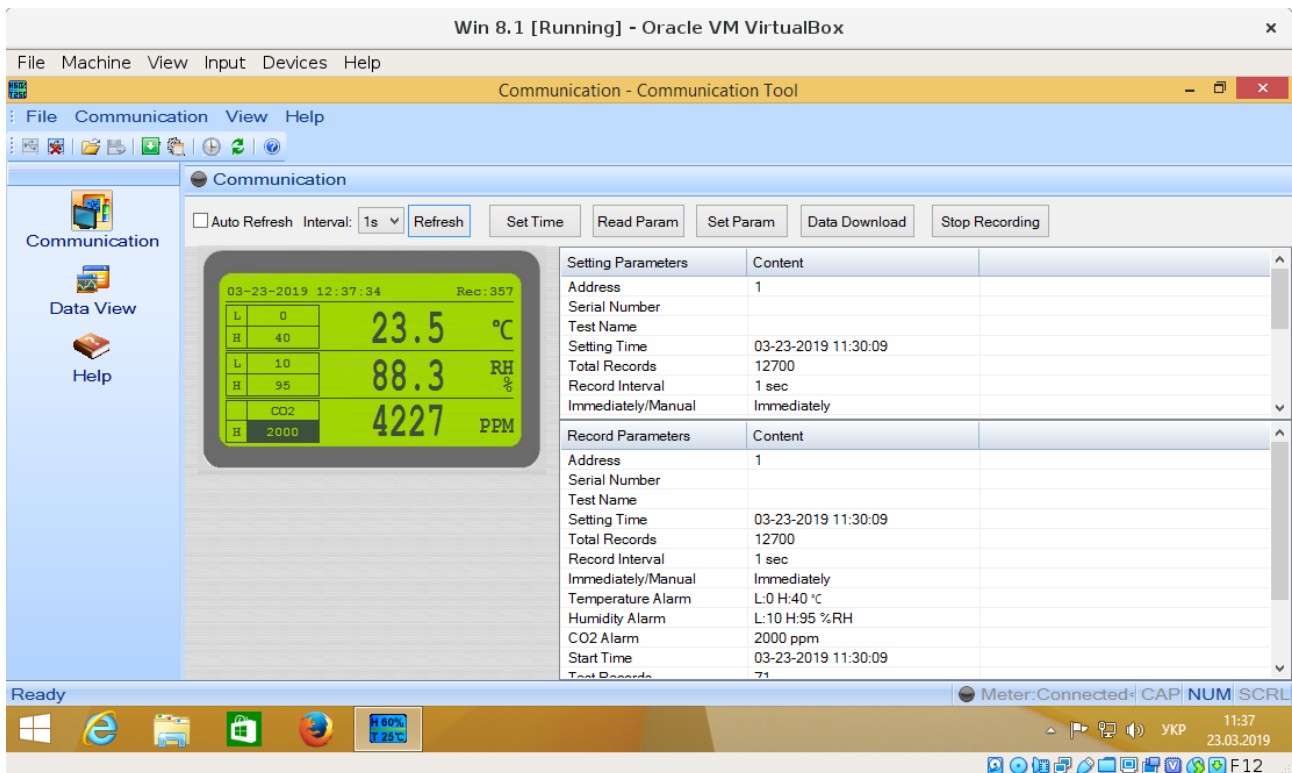 Win 8.1 [Running] - Oracle VM VirtualBox x
File Machine View Input Devices Help
H60% T25C Communication - Communication Tool
File Communication View Help
Communication
Auto Refresh Interval: 1s Refresh Set Time Read Param Set Param Data Download Stop Recording
Communication
Data View
Help
03-23-2019 12:37:34 Rec:357
L 0
H 40
23.5 °C
L 10
H 95
88.3 RH %
CO2
H 2000
4227 PPM
Setting Parameters Content
Address 1
Serial Number
Test Name
Setting Time 03-23-2019 11:30:09
Total Records 12700
Record Interval 1 sec
Immediately/Manual Immediately
Record Parameters Content
Address 1
Serial Number
Test Name
Setting Time 03-23-2019 11:30:09
Total Records 12700
Record Interval 1 sec
Immediately/Manual Immediately
Temperature Alarm L:0 H:40 °C
Humidity Alarm L:10 H:95 %RH
CO2 Alarm 2000 ppm
Start Time 03-23-2019 11:30:09
Test Records 71
Ready Meter:Connected CAP NUM SCRL
H 60%
T 25°C
УКР 11:37
23.03.2019
F12